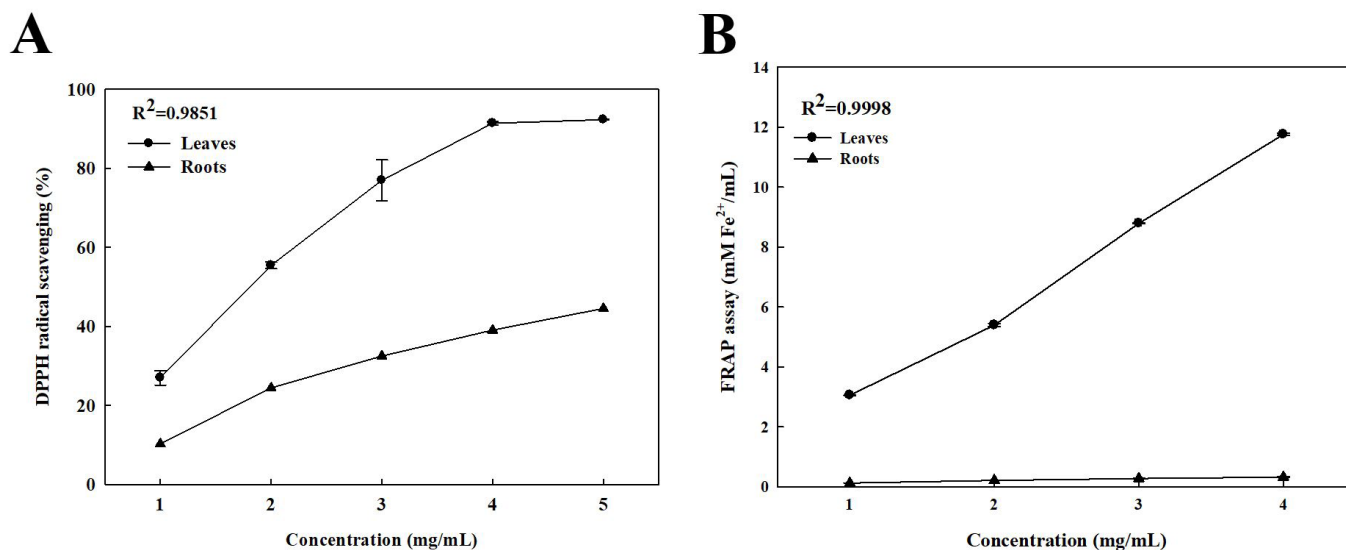 A
DPPH radical scavenging (%)
100
80
60
40
20
0
R²=0.9851
Leaves
Roots
1 2 3 4 5
Concentration (mg/mL)
B
FRAP assay (mM Fe²⁺/mL)
14
12
10
8
6
4
2
0
R²=0.9998
Leaves
Roots
1 2 3 4
Concentration (mg/mL)